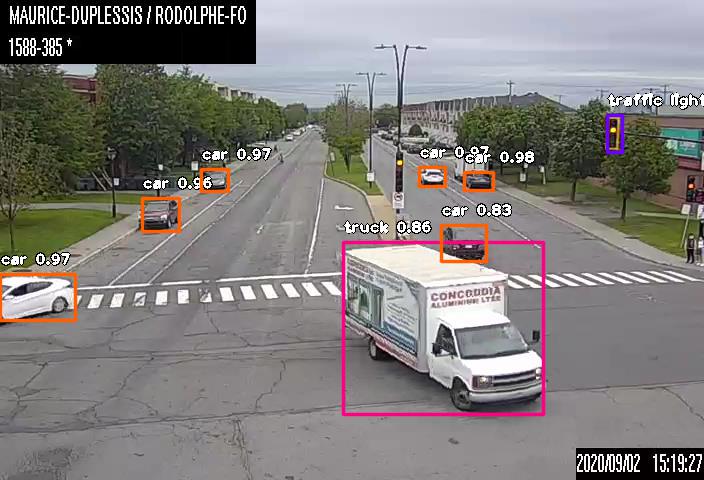 MAURICE-DUPLESSIS / RODOLPHE-FO
1588-385 *
traffic light
car 0.97
car 0.97
car 0.98
car 0.96
car 0.83
truck 0.86
car 0.97
CONCORDIA
ALUMINIUM LTEE
2020/09/02 15:19:27